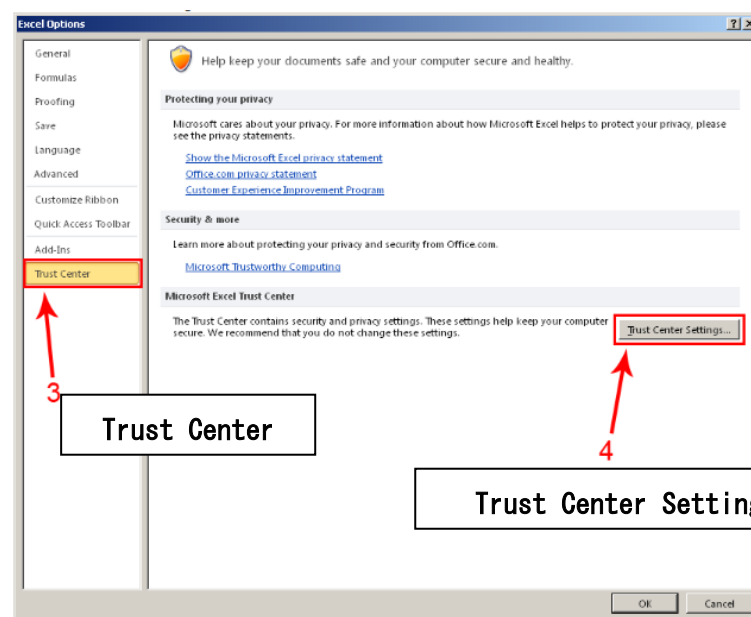 Excel Options
General
Formulas
Proofing
Save
Language
Advanced
Customize Ribbon
Quick Access Toolbar
Add-Ins
Trust Center
Help keep your documents safe and your computer secure and healthy.
Protecting your privacy
Microsoft cares about your privacy. For more information about how Microsoft Excel helps to protect your privacy, please
see the privacy statements.
Show the Microsoft Excel privacy statement
Office.com privacy statement
Customer Experience Improvement Program
Security & more
Learn more about protecting your privacy and security from Office.com.
Microsoft Trustworthy Computing
Microsoft Excel Trust Center
The Trust Center contains security and privacy settings. These settings help keep your computer
secure. We recommend that you do not change these settings.
Trust Center Settings...
3
Trust Center
4
Trust Center Setting
OK
Cancel